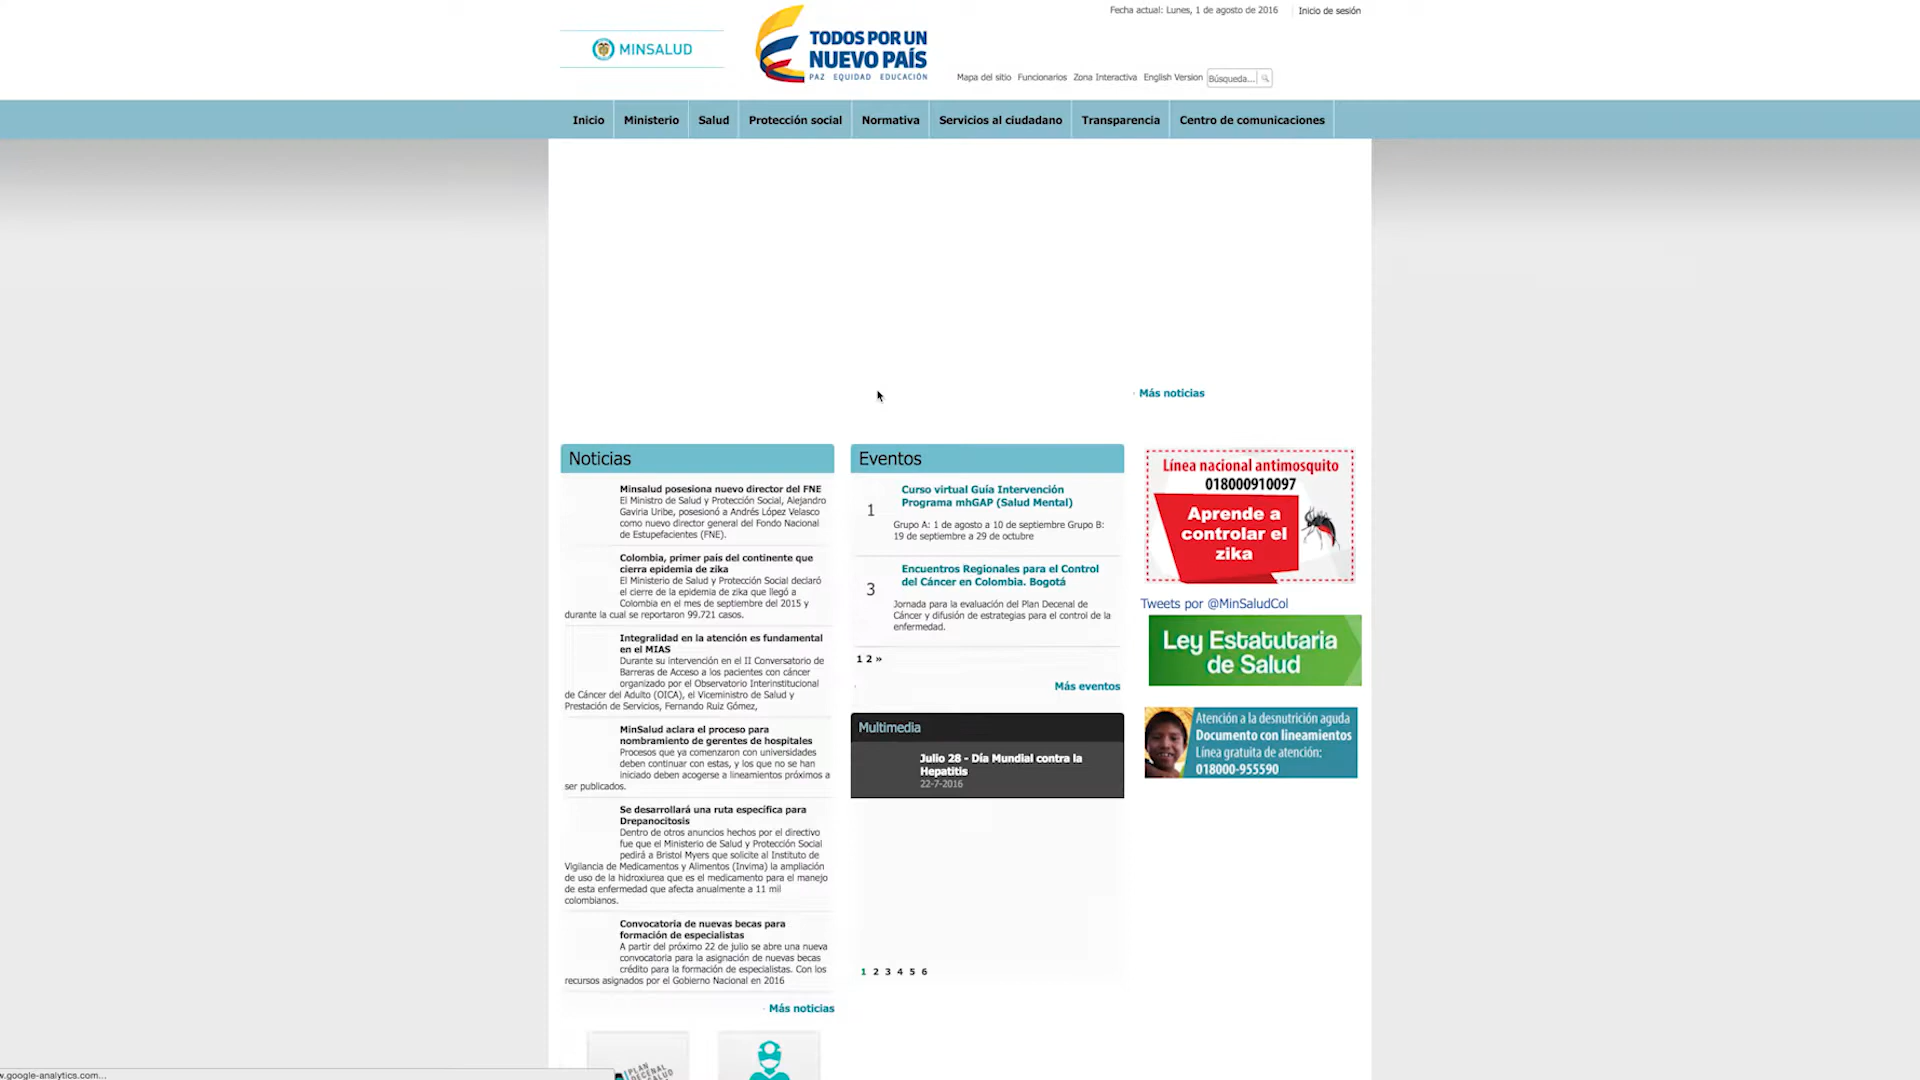 Fecha actual: Lunes, 1 de agosto de 2016
Inicio de sesión
MINSALUD
TODOS POR UN
NUEVO PAÍS
PAZ EQUIDAD EDUCACIÓN
Mapa del sitio Funcionarios Zona Interactiva English Version Búsqueda...
Inicio Ministerio Salud Protección social Normativa Servicios al ciudadano Transparencia Centro de comunicaciones
Más noticias
Noticias
Minsalud posesiona nuevo director del FNE
El Ministro de Salud y Protección Social, Alejandro
Gaviria Uribe, posesionó a Andrés López Velasco
como nuevo director general del Fondo Nacional
de Estupefacientes (FNE).
Colombia, primer país del continente que
cierra epidemia de zika
El Ministerio de Salud y Protección Social declaró
el cierre de la epidemia de zika que llegó a
Colombia en el mes de septiembre del 2015 y
durante la cual se reportaron 99.721 casos.
Integralidad en la atención es fundamental
en el MIAS
Durante su intervención en el II Conversatorio de
Barreras de Acceso a los pacientes con cáncer
organizado por el Observatorio Interinstitucional
de Cáncer del Adulto (OICA), el Viceministro de Salud y
Prestación de Servicios, Fernando Ruiz Gómez,
MinSalud aclara el proceso para
nombramiento de gerentes de hospitales
Procesos que ya comenzaron con universidades
deben continuar con estas, y los que no se han
iniciado deben acogerse a lineamientos próximos a
ser publicados.
Se desarrollará una ruta específica para
Drepanocitosis
Dentro de otros anuncios hechos por el directivo
fue que el Ministerio de Salud y Protección Social
pedirá a Bristol Myers que solicite al Instituto de
Vigilancia de Medicamentos y Alimentos (Invima) la ampliación
de uso de la hidroxiurea que es el medicamento para el manejo
de esta enfermedad que afecta anualmente a 11 mil
colombianos.
Convocatoria de nuevas becas para
formación de especialistas
A partir del próximo 22 de julio se abre una nueva
convocatoria para la asignación de nuevas becas
crédito para la formación de especialistas. Con los
recursos asignados por el Gobierno Nacional en 2016
Más noticias
PLAN
DECENAL
SALUD
Eventos
1
Curso virtual Guía Intervención
Programa mhGAP (Salud Mental)
Grupo A: 1 de agosto a 10 de septiembre Grupo B:
19 de septiembre a 29 de octubre
3
Encuentros Regionales para el Control
del Cáncer en Colombia. Bogotá
Jornada para la evaluación del Plan Decenal de
Cáncer y difusión de estrategias para el control de la
enfermedad.
1 2 »
Más eventos
Multimedia
Julio 28 - Día Mundial contra la
Hepatitis
22-7-2016
1 2 3 4 5 6
Línea nacional antimosquito
018000910097
Aprende a
controlar el
zika
Tweets por @MinSaludCol
Ley Estatutaria
de Salud
Atención a la desnutrición aguda
Documento con lineamientos
Línea gratuita de atención:
018000-955590
w.google-analytics.com...